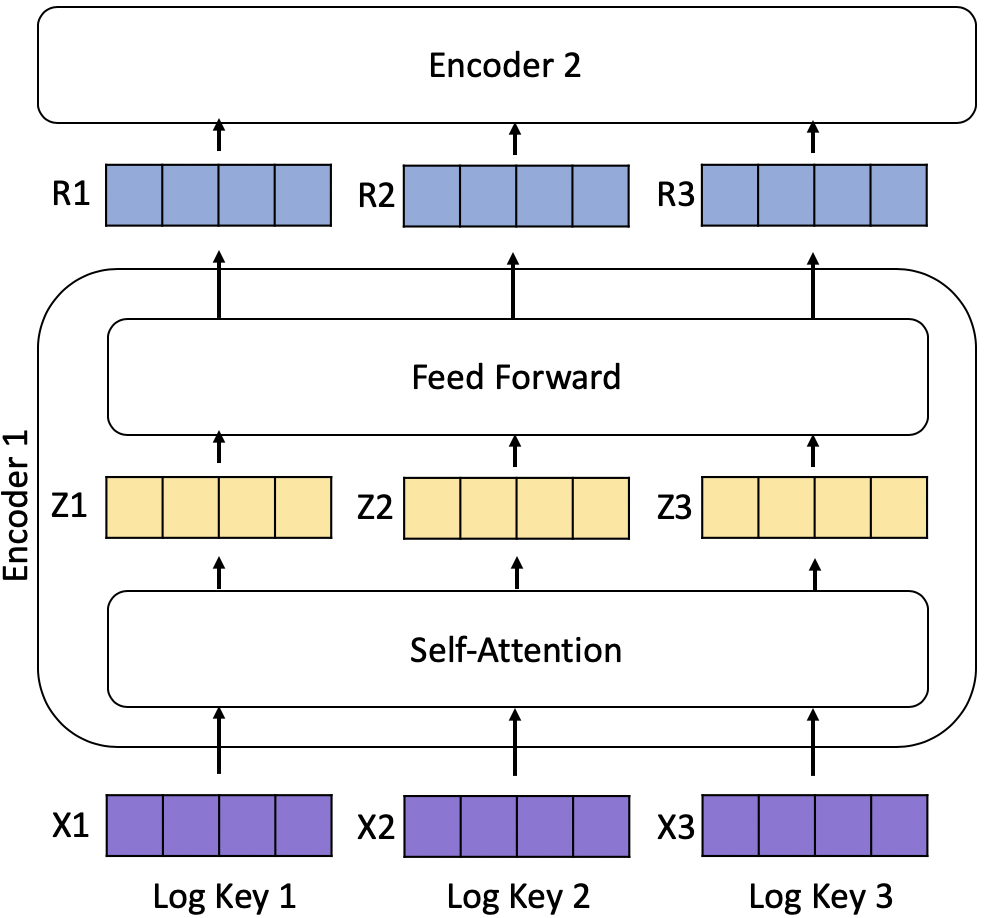 Encoder 2
R1
R2
R3
Encoder 1
Feed Forward
Z1
Z2
Z3
Self-Attention
X1
X2
X3
Log Key 1
Log Key 2
Log Key 3